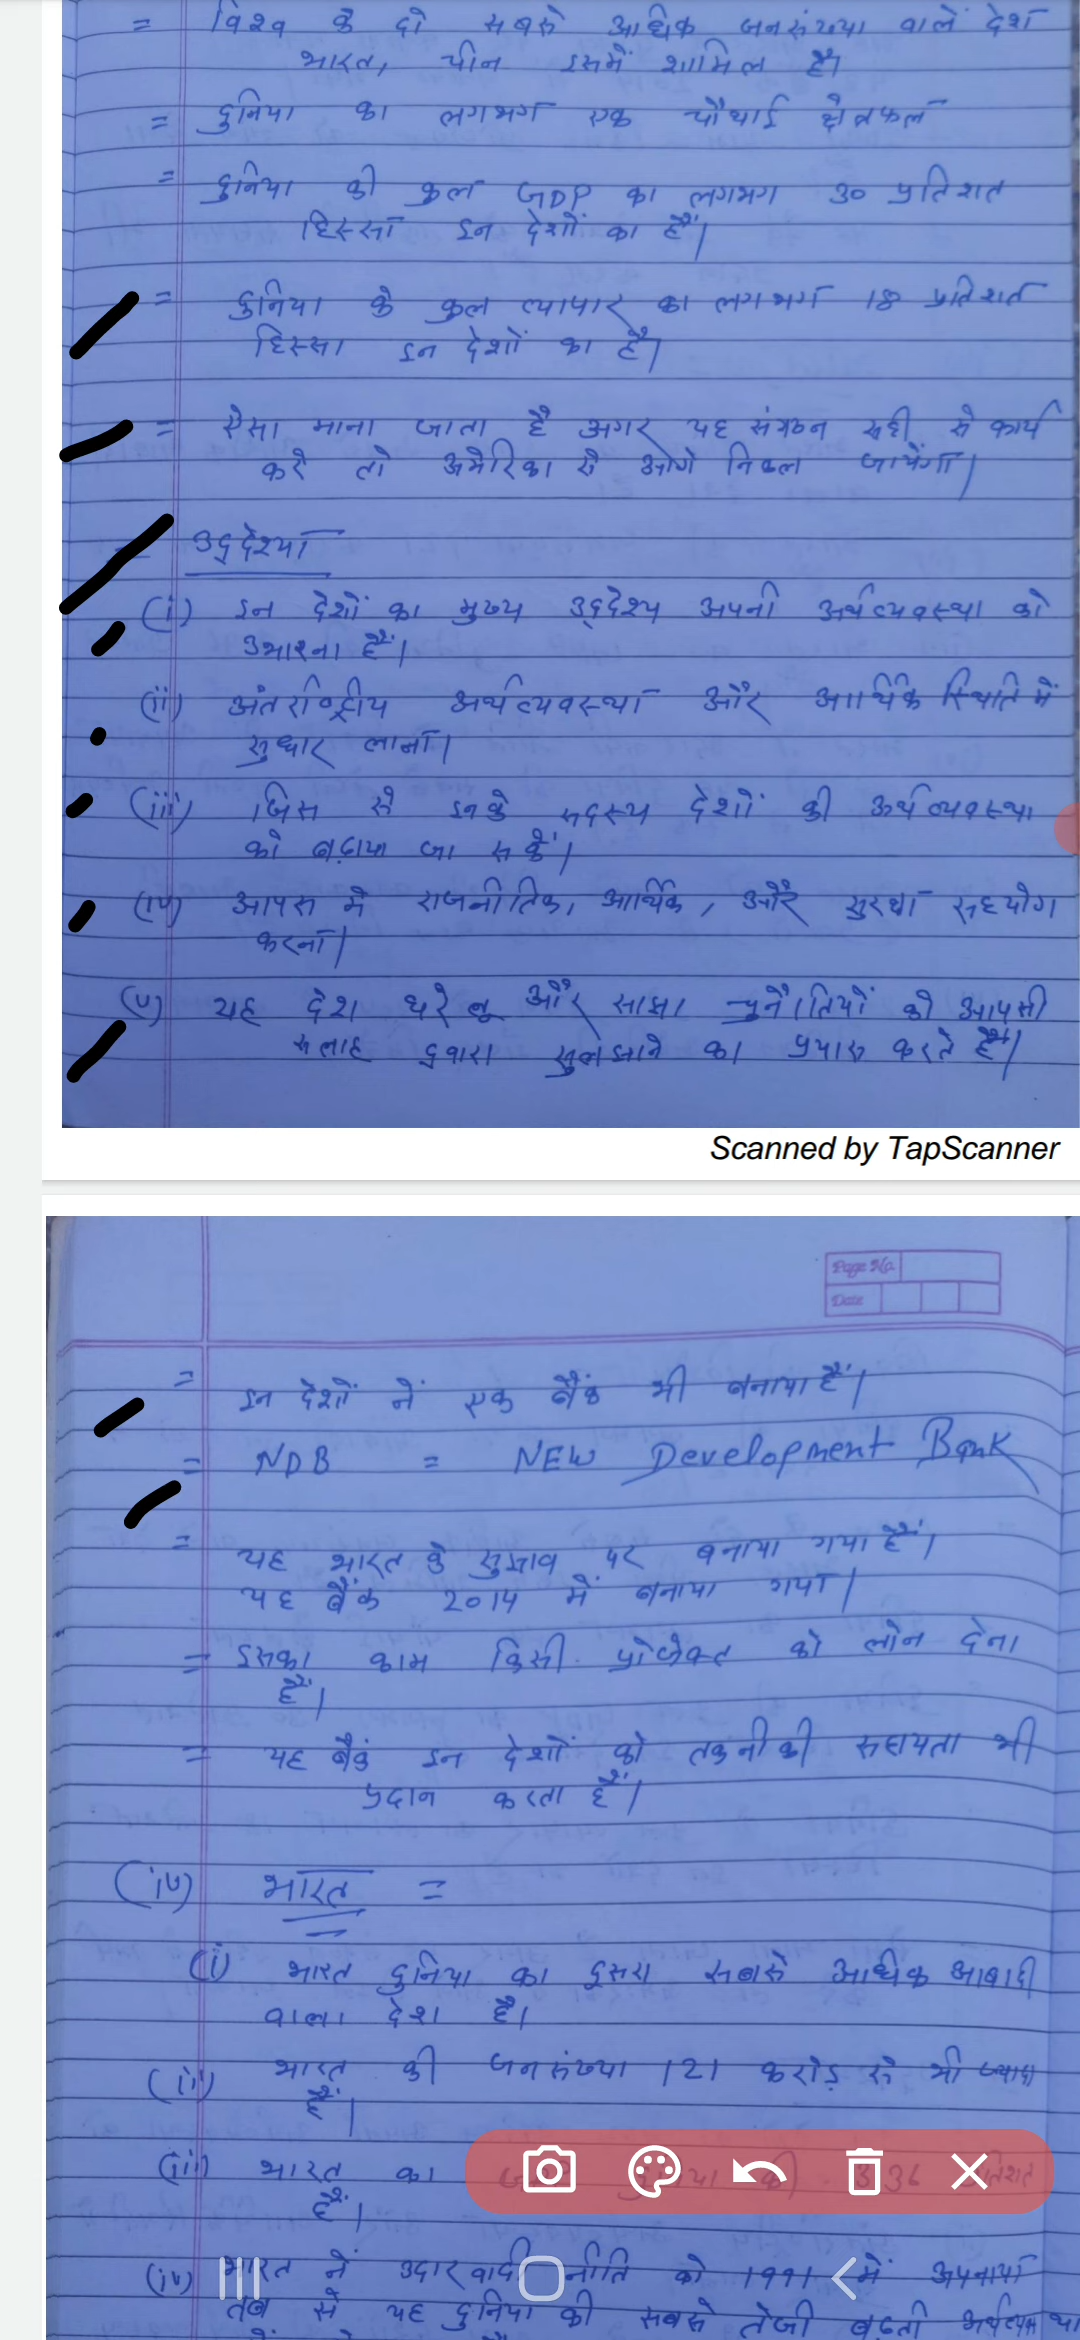 = विश्व के दो सबसे अधिक जनसंख्या वाले देश
भारत, चीन इसमें शामिल है।
= दुनिया का लगभग एक चौथाई क्षेत्रफल
= दुनिया की कुल GDP का लगभग 30 प्रतिशत
हिस्सा इन देशों का हैं।
= दुनिया के कुल व्यापार का लगभग 18 प्रतिशत
हिस्सा इन देशों का है।
= ऐसा माना जाता है अगर यह संगठन सही से कार्य
करे तो अमेरिका से आगे निकल जायेगा।
उद्देश्य
(i) इन देशों का मुख्य उद्देश्य अपनी अर्थव्यवस्था को
उभारना हैं।
(ii) अंतर्राष्ट्रीय अर्थव्यवस्था और आर्थिक स्थिति में
सुधार लाना।
(iii) जिस से इनके सदस्य देशों की अर्थव्यवस्था
को बढ़ाया जा सकें।
(iv) आपस में राजनीतिक, आर्थिक, और सुरक्षा सहयोग
करना।
(v) यह देश घरेलू और साझा चुनौतियों को आपसी
सलाह द्वारा सुलझाने का प्रयास करते हैं।
Scanned by TapScanner
Page No.
Date
= इन देशों नें एक बैंक भी बनाया हैं।
= NDB = NEW Development Bank
= यह भारत के सुझाव पर बनाया गया हैं।
यह बैंक 2014 में बनाया गया।
= इसका काम किसी प्रोजेक्ट को लोन देना
हैं।
= यह बैंक इन देशों को तकनीकी सहायता भी
प्रदान करता हैं।
(iv) भारत =
(i) भारत दुनिया का दूसरा सबसे अधिक आबादी
वाला देश है।
(ii) भारत की जनसंख्या 121 करोड़ से भी ज्यादा
हैं।
(iii) भारत का की 3.36 प्रतिशत
हैं।
(iv) भारत नें उदारवादी नीति को 1991 में अपनाया
तब से यह दुनिया की सबसे तेजी बढती अर्थव्यवस्था